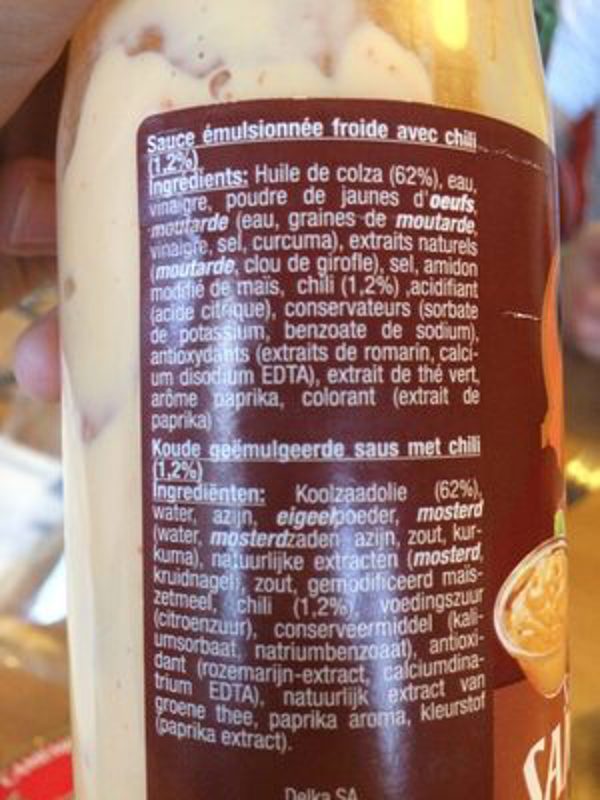 Sauce émulsionnée froide avec chili
(1.2%)
Ingrédients: Huile de colza (62%), eau,
vinaigre, poudre de jaunes d'oeufs,
moutarde (eau, graines de moutarde,
vinaigre, sel, curcuma), extraits naturels
(moutarde, clou de girofle), sel, amidon
modifié de maïs, chili (1,2%) ,acidifiant
(acide citrique), conservateurs (sorbate
de potassium, benzoate de sodium),
antioxydants (extraits de romarin, calci-
um disodium EDTA), extrait de thé vert,
arôme paprika, colorant (extrait de
paprika)
Koude geëmulgeerde saus met chili
(1,2%)
Ingrediënten: Koolzaadolie (62%),
water, azijn, eigeelpoeder, mosterd
(water, mosterdzaden, azijn, zout, kur-
kuma), natuurlijke extracten (mosterd,
kruidnagel), zout, gemodificeerd maïs-
zetmeel, chili (1.2%), voedingszuur
(citroenzuur), conserveermiddel (kali-
umsorbaat, natriumbenzoaat), antioxi-
dant (rozemarijn-extract, calciumdina-
trium EDTA), natuurlijk extract van
groene thee, paprika aroma, kleurstof
(paprika extract).
Delka SA